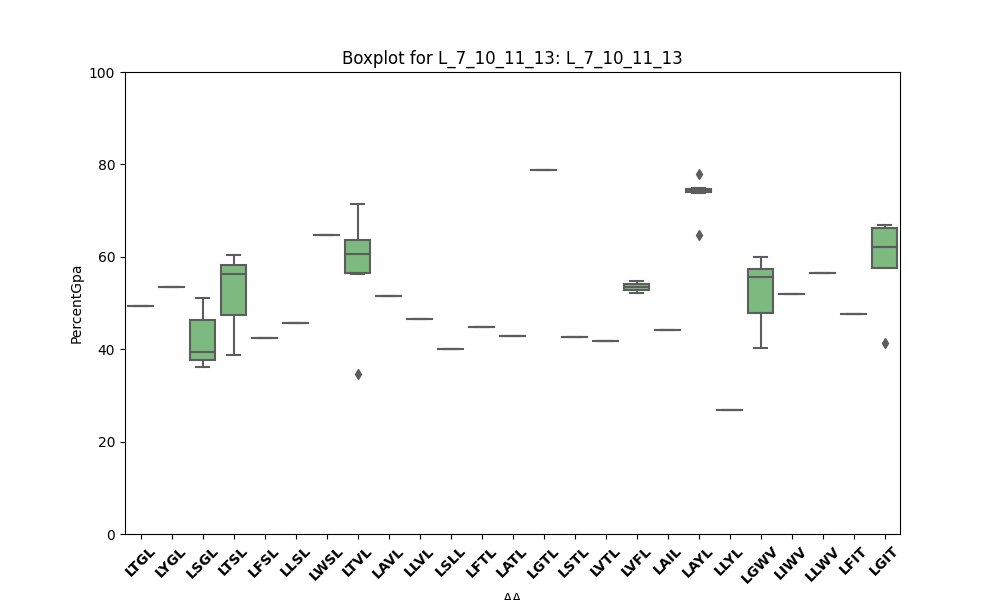 Boxplot for L_7_10_11_13: L_7_10_11_13
100
80
60
40
20
0
PercentGpa
LTGL LYGL LSGL LTSL LFSL LLSL LWSL LTVL LAVL LLVL LSLL LFTL LATL LGTL LSTL LVTL LVFL LAIL LAYL LLYL LGWV LIWV LLWV LFIT LGIT
AA